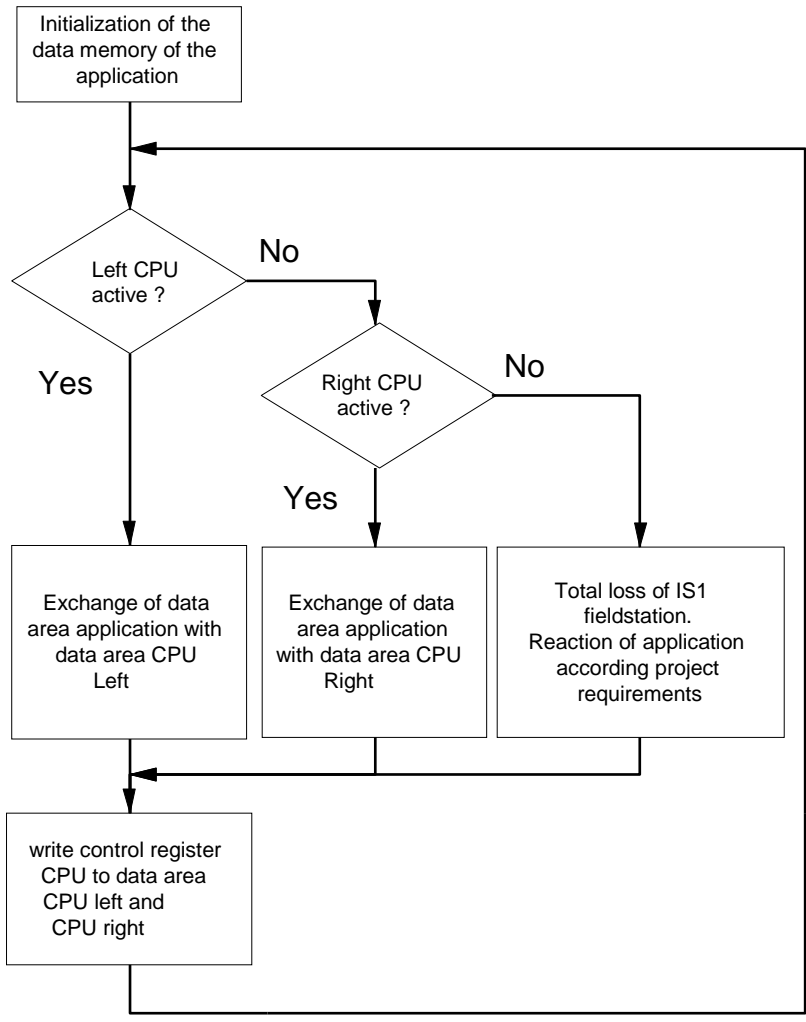 Initialization of the
data memory of the
application
Left CPU
active ?
No
Yes
Right CPU
active ?
No
Yes
Exchange of data
area application with
data area CPU
Left
Exchange of data
area application
with data area CPU
Right
Total loss of IS1
fieldstation.
Reaction of application
according project
requirements
write control register
CPU to data area
CPU left and
CPU right